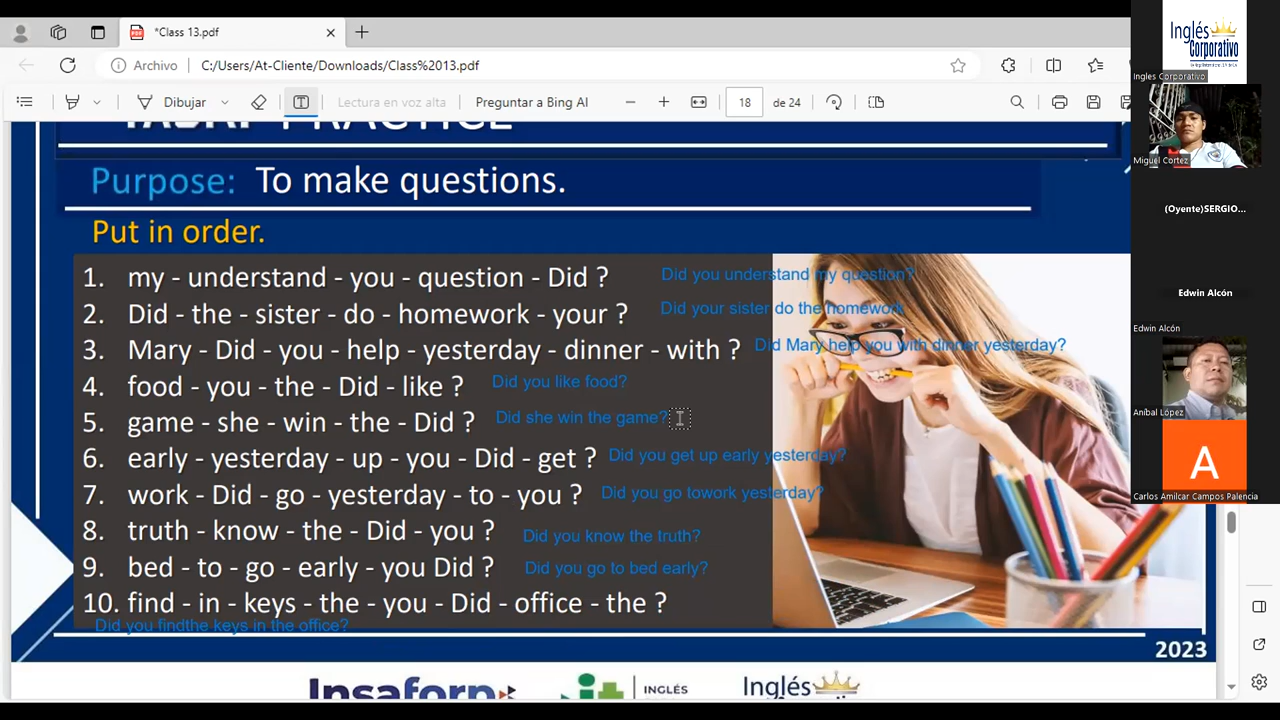 *Class 13.pdf
Archivo C:/Users/At-Cliente/Downloads/Class%2013.pdf
Dibujar Lectura en voz alta Preguntar a Bing AI 18 de 24
PRACTICE
Purpose: To make questions.
Put in order.
1. my - understand - you - question - Did ? Did you understand my question?
2. Did - the - sister - do - homework - your ? Did your sister do the homework
3. Mary - Did - you - help - yesterday - dinner - with ? Did Mary help you with dinner yesterday?
4. food - you - the - Did - like ? Did you like food?
5. game - she - win - the - Did ? Did she win the game?
6. early - yesterday - up - you - Did - get ? Did you get up early yesterday?
7. work - Did - go - yesterday - to - you ? Did you go towork yesterday?
8. truth - know - the - Did - you ? Did you know the truth?
9. bed - to - go - early - you Did ? Did you go to bed early?
10. find - in - keys - the - you - Did - office - the ?
Did you findthe keys in the office?
2023
Insaforp INGLÉS Inglés
Inglés
Corporativo
Ingles Corporativo
Miguel Cortez
(Oyente)SERGIO...
Edwin Alcón
Edwin Alcón
Aníbal López
A
Carlos Amilcar Campos Palencia